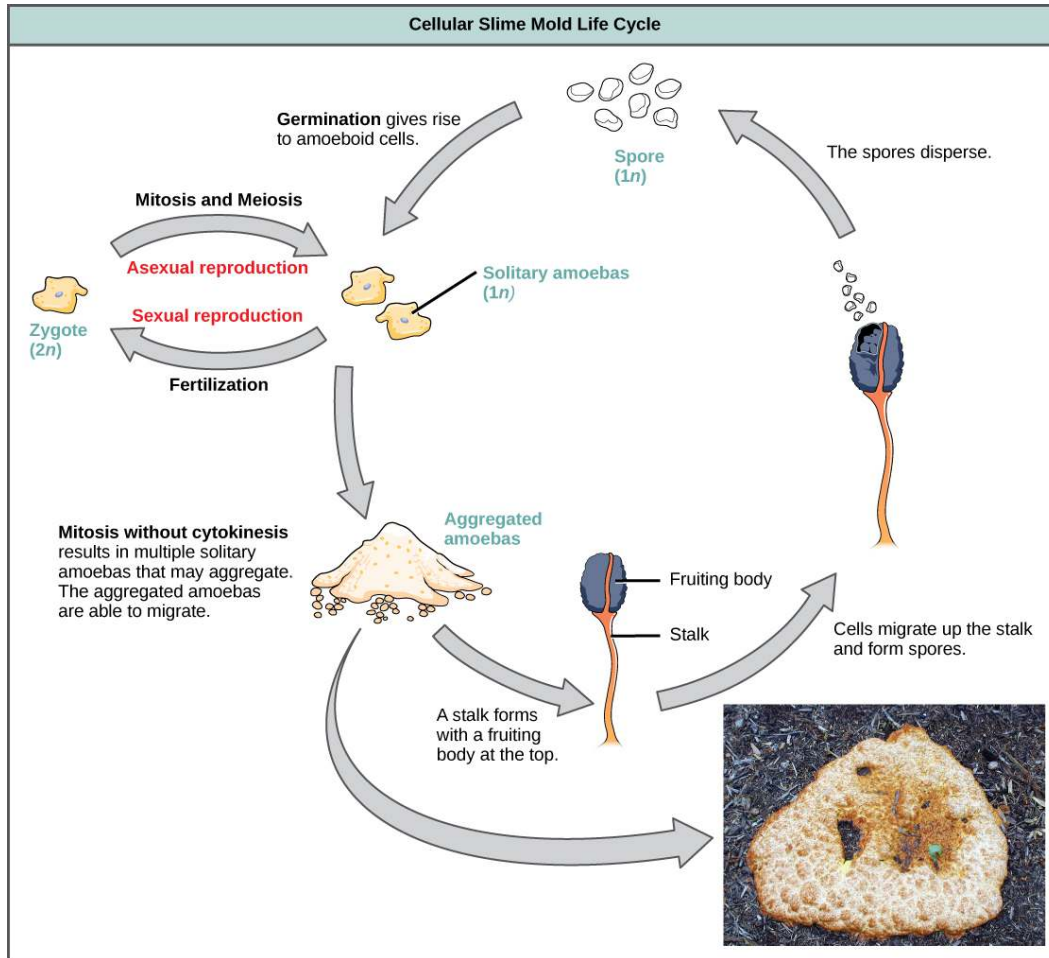 Cellular Slime Mold Life Cycle
Germination gives rise
to amoeboid cells.
Spore
(1n)
The spores disperse.
Mitosis and Meiosis
Asexual reproduction
Solitary amoebas
(1n)
Zygote
(2n)
Sexual reproduction
Fertilization
Mitosis without cytokinesis
results in multiple solitary
amoebas that may aggregate.
The aggregated amoebas
are able to migrate.
Aggregated
amoebas
Fruiting body
Stalk
Cells migrate up the stalk
and form spores.
A stalk forms
with a fruiting
body at the top.